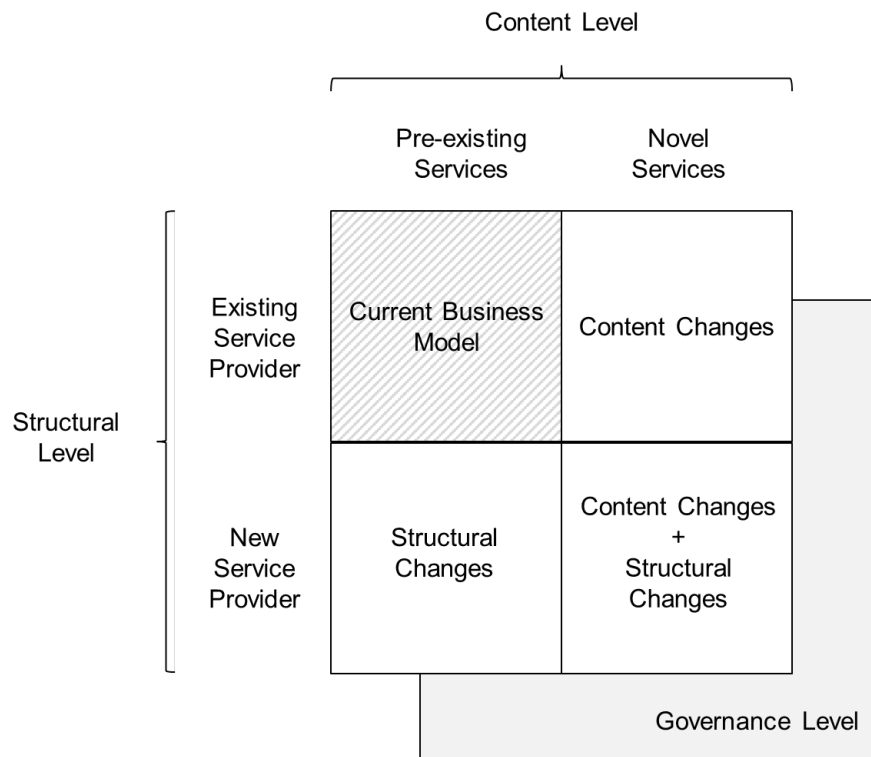 Content Level
Pre-existing
Services
Novel
Services
Structural
Level
Existing
Service
Provider
Current Business
Model
Content Changes
New
Service
Provider
Structural
Changes
Content Changes
+
Structural
Changes
Governance Level